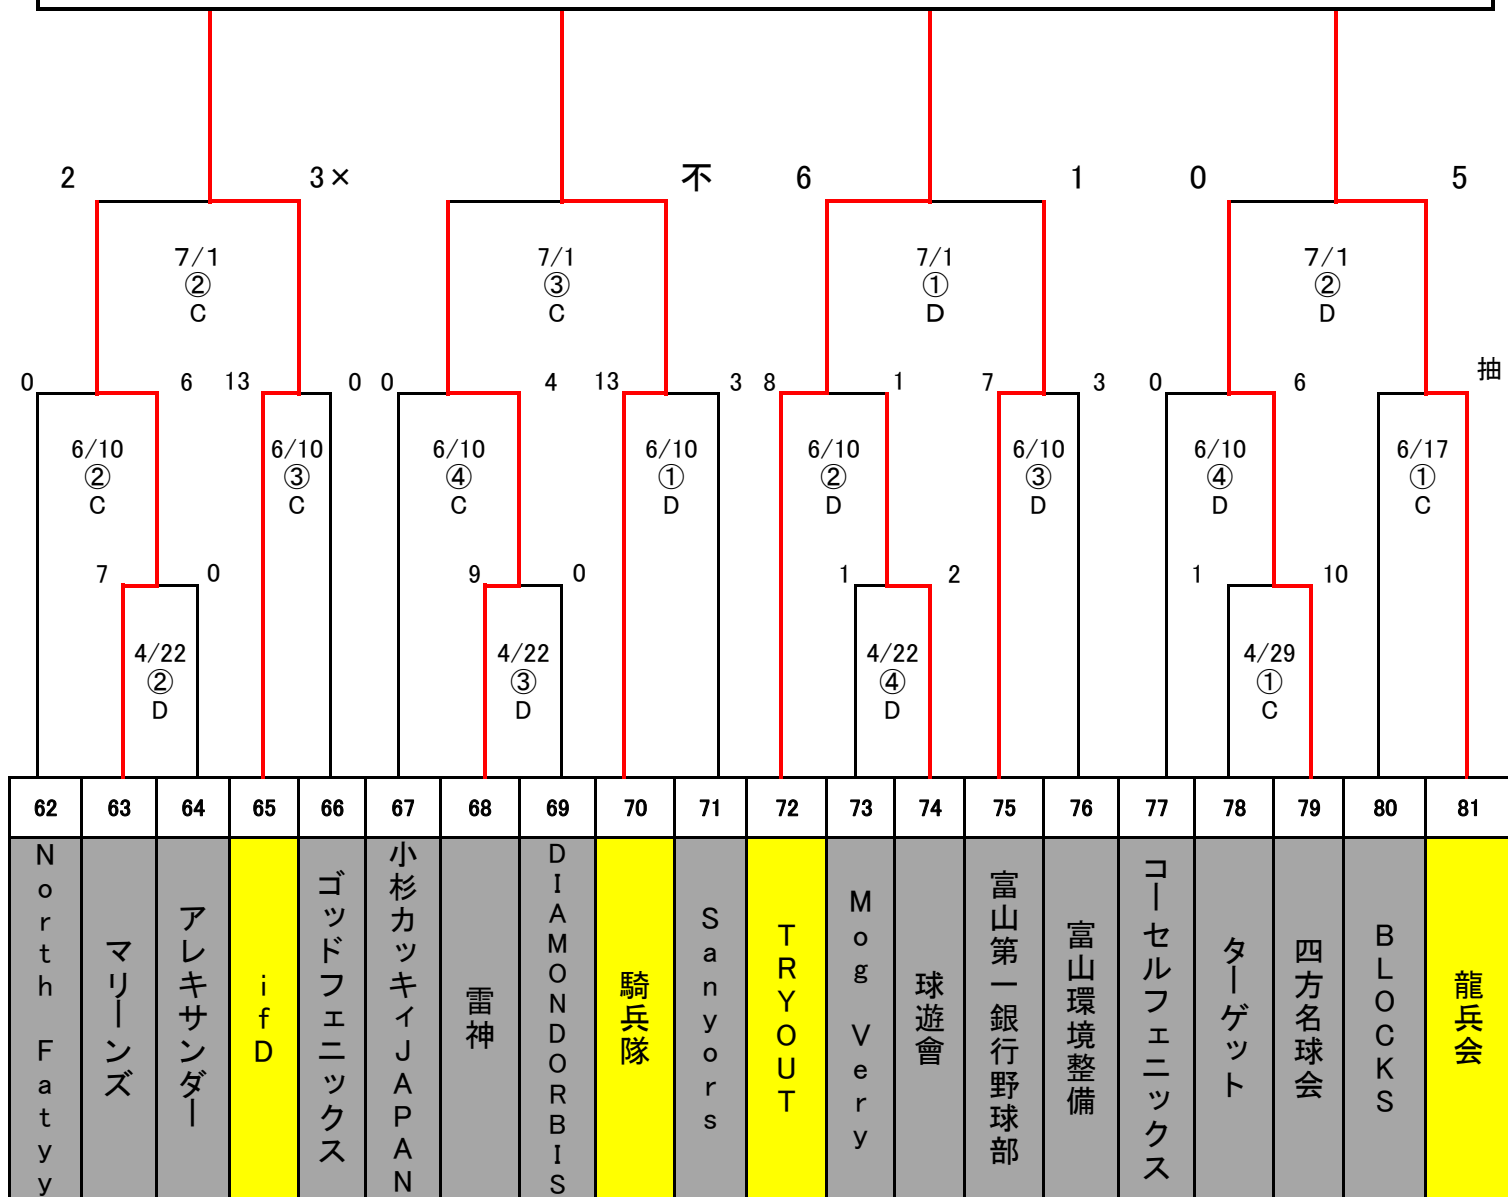 2 3× 不 6 1 0 5
7/1 7/1 7/1 7/1
② ③ ① ②
C C D D
抽
0 6 13 0 0 4 13 3 8 1 7 3 0 6
6/10 6/10 6/10 6/10 6/10 6/10 6/10 6/17
② ③ ④ ① ② ③ ④ ①
C C C D D D D C
7 0 9 0 1 2 1 10
4/22 4/22 4/22 4/29
② ③ ④ ①
D D D C
62 63 64 65 66 67 68 69 70 71 72 73 74 75 76 77 78 79 80 81
North Fatyy
マリーンズ
アレキサンダー
ifD
ゴッドフェニックス
小杉カッキィJAPAN
雷神
DIAMONDORBIS
騎兵隊
Sanyors
TRYOUT
Mog Very
球遊會
富山第一銀行野球部
富山環境整備
コーセルフェニックス
ターゲット
四方名球会
BLOCKS
龍兵会